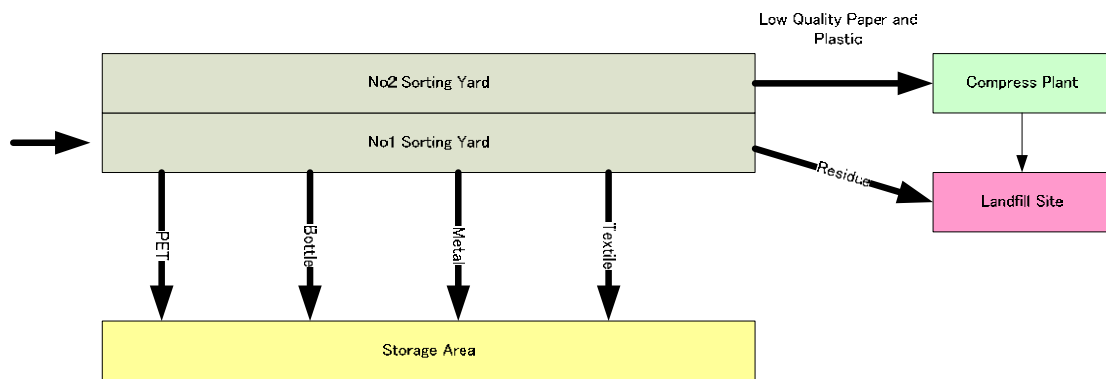 Low Quality Paper and
Plastic
No2 Sorting Yard
Compress Plant
No1 Sorting Yard
Residue
Landfill Site
PET
Bottle
Metal
Textile
Storage Area